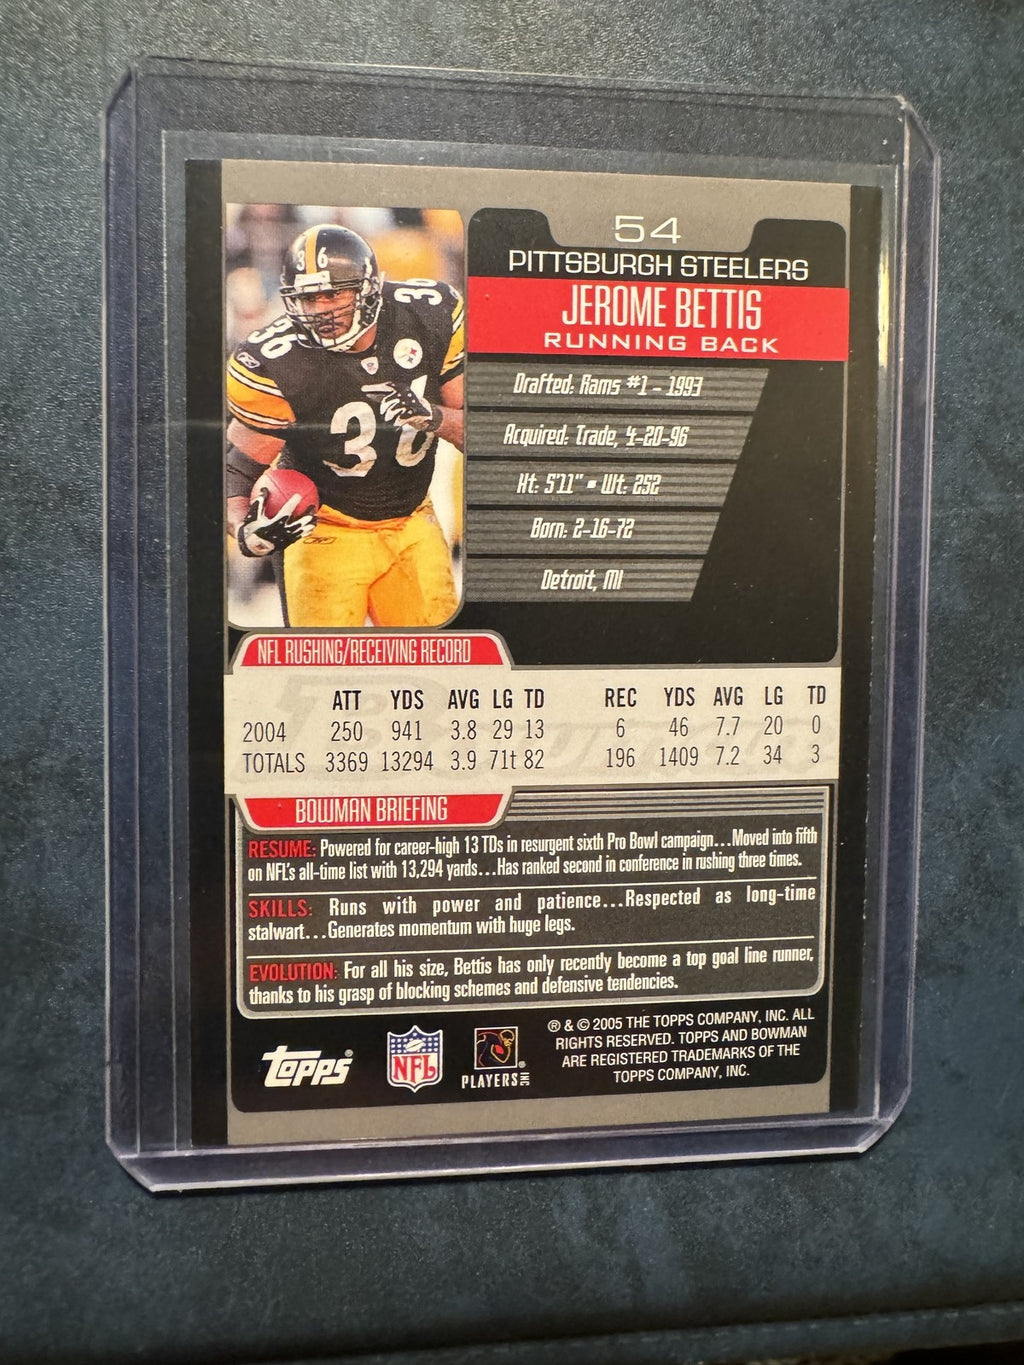 54
PITTSBURGH STEELERS
JEROME BETTIS
RUNNING BACK
36
36
36
36
Drafted: Rams #1 - 1993
Acquired: Trade, 4-20-96
Ht: 5'11" ▪ Wt: 252
Born: 2-16-72
Detroit, MI
NFL RUSHING/RECEIVING RECORD
ATT YDS AVG LG TD REC YDS AVG LG TD
2004 250 941 3.8 29 13 6 46 7.7 20 0
TOTALS 3369 13294 3.9 71t 82 196 1409 7.2 34 3
BOWMAN BRIEFING
RESUME: Powered for career-high 13 TDs in resurgent sixth Pro Bowl campaign...Moved into fifth
on NFL's all-time list with 13,294 yards...Has ranked second in conference in rushing three times.
SKILLS: Runs with power and patience...Respected as long-time
stalwart...Generates momentum with huge legs.
EVOLUTION: For all his size, Bettis has only recently become a top goal line runner,
thanks to his grasp of blocking schemes and defensive tendencies.
topps®
NFL
PLAYERS INC
® & © 2005 THE TOPPS COMPANY, INC. ALL
RIGHTS RESERVED. TOPPS AND BOWMAN
ARE REGISTERED TRADEMARKS OF THE
TOPPS COMPANY, INC.